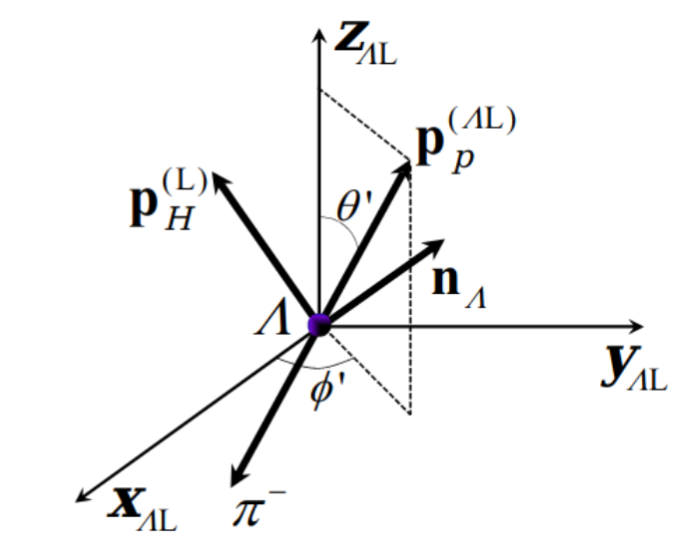 z_ΛL
p_p^(ΛL)
p_H^(L)
θ'
n_Λ
Λ
y_ΛL
ϕ'
x_ΛL
π⁻